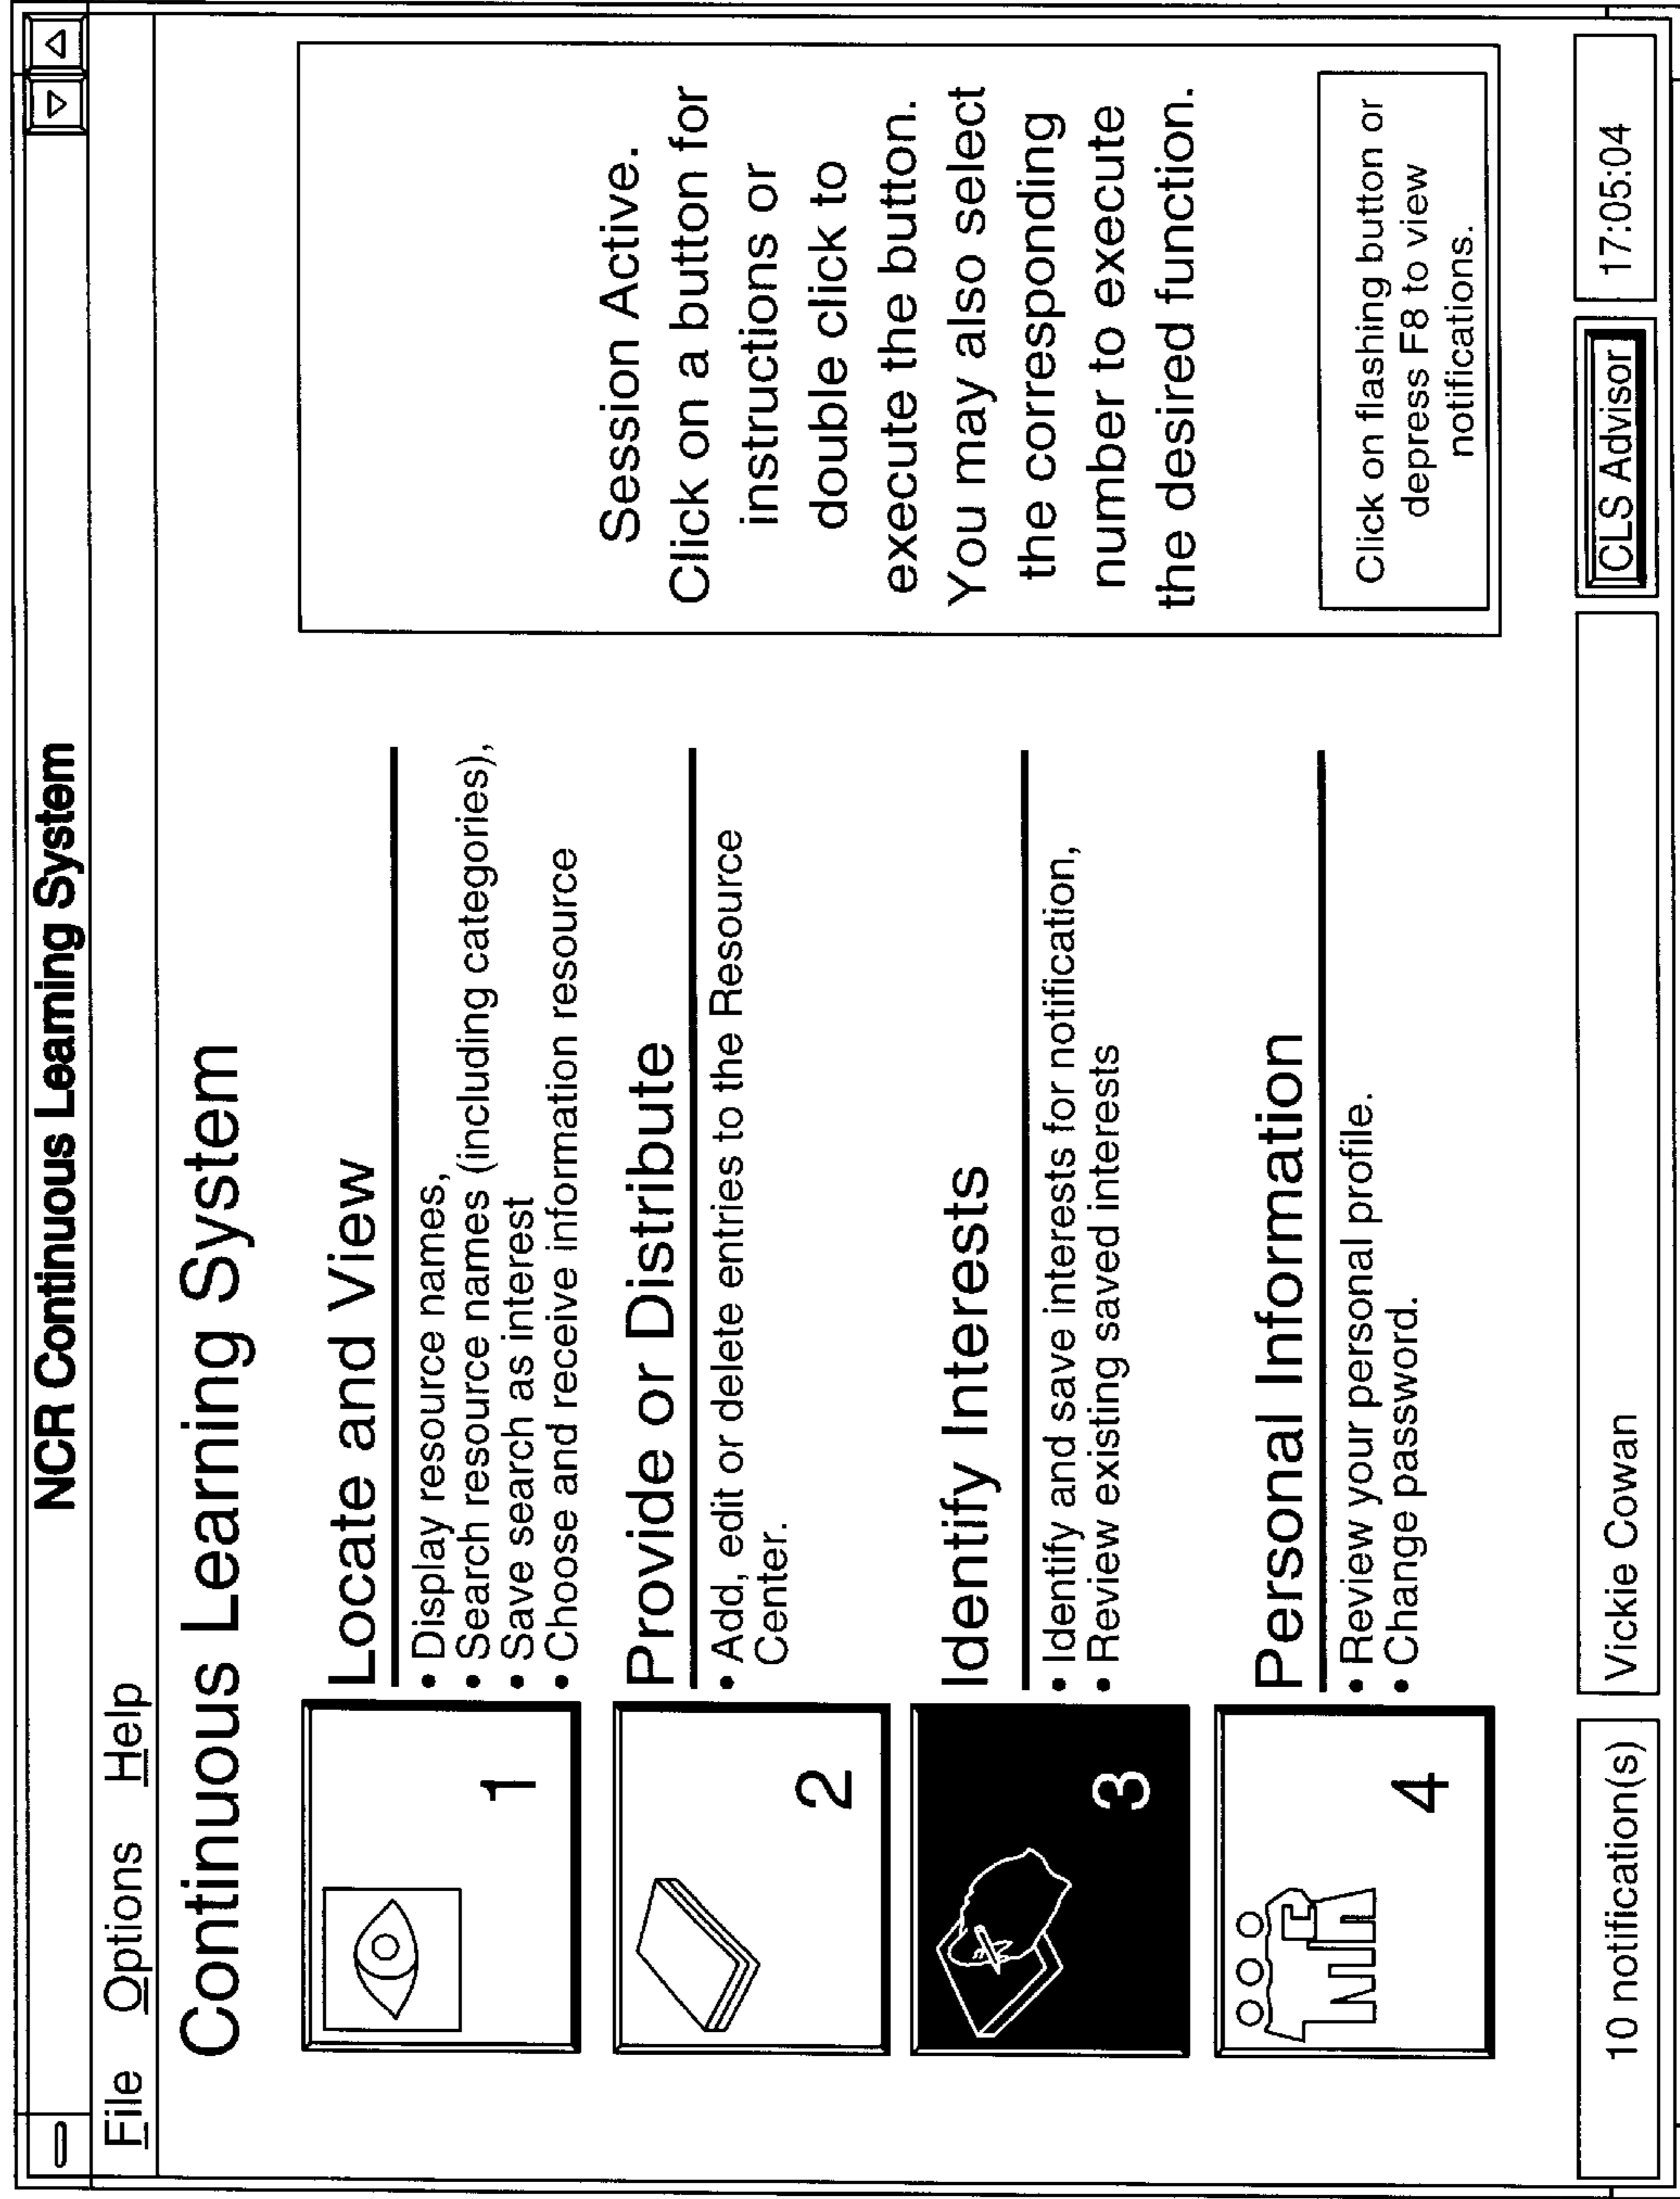 NCR Continuous Learning System
File Options Help
Continuous Learning System
1
Locate and View
• Display resource names,
• Search resource names (including categories),
• Save search as interest
• Choose and receive information resource
2
Provide or Distribute
• Add, edit or delete entries to the Resource
Center.
3
Identify Interests
• Identify and save interests for notification,
• Review existing saved interests
4
Personal Information
• Review your personal profile.
• Change password.
Session Active.
Click on a button for
instructions or
double click to
execute the button.
You may also select
the corresponding
number to execute
the desired function.
Click on flashing button or
depress F8 to view
notifications.
10 notification(s)
Vickie Cowan
CLS Advisor
17:05:04